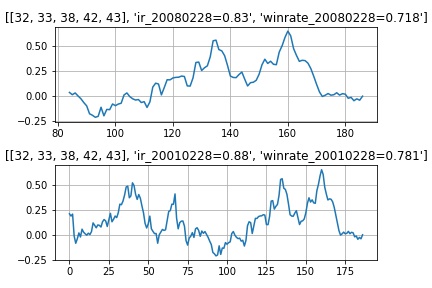 [[32, 33, 38, 42, 43], 'ir_20080228=0.83', 'winrate_20080228=0.718']
0.50
0.25
0.00
−0.25
80 100 120 140 160 180
[[32, 33, 38, 42, 43], 'ir_20010228=0.88', 'winrate_20010228=0.781']
0.50
0.25
0.00
−0.25
0 25 50 75 100 125 150 175